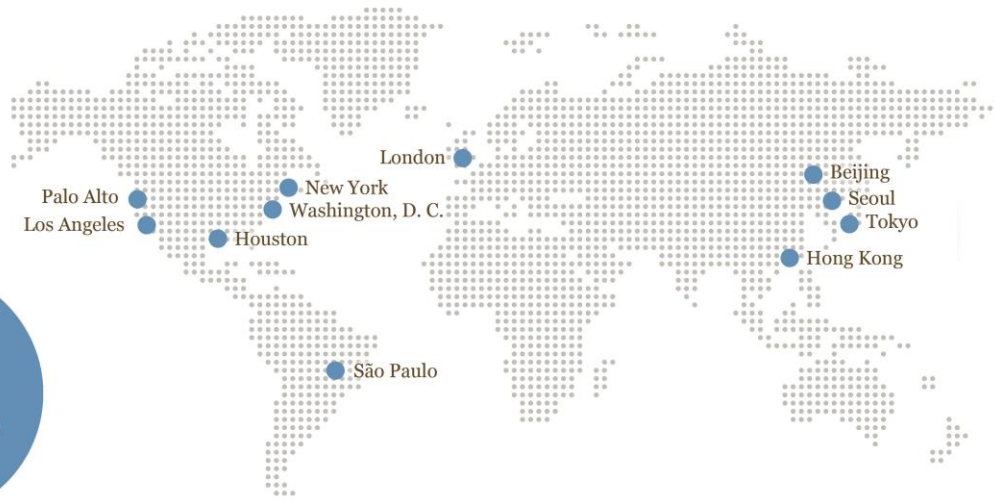 London
Beijing
New York
Palo Alto
Seoul
Washington, D. C.
Tokyo
Los Angeles
Houston
Hong Kong
São Paulo